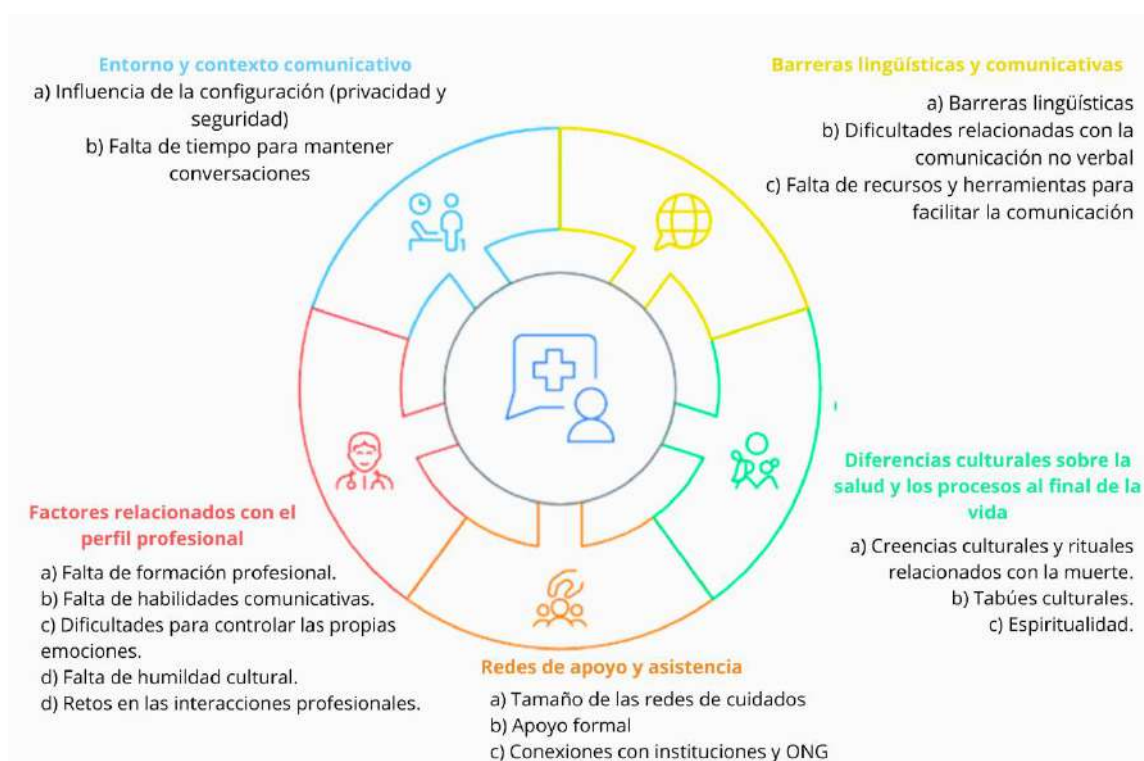 Entorno y contexto comunicativo
a) Influencia de la configuración (privacidad y
seguridad)
b) Falta de tiempo para mantener
conversaciones
Barreras lingüísticas y comunicativas
a) Barreras lingüísticas
b) Dificultades relacionadas con la
comunicación no verbal
c) Falta de recursos y herramientas para
facilitar la comunicación
Diferencias culturales sobre la
salud y los procesos al final de la
vida
a) Creencias culturales y rituales
relacionados con la muerte.
b) Tabúes culturales.
c) Espiritualidad.
Factores relacionados con el
perfil profesional
a) Falta de formación profesional.
b) Falta de habilidades comunicativas.
c) Dificultades para controlar las propias
emociones.
d) Falta de humildad cultural.
d) Retos en las interacciones profesionales.
Redes de apoyo y asistencia
a) Tamaño de las redes de cuidados
b) Apoyo formal
c) Conexiones con instituciones y ONG